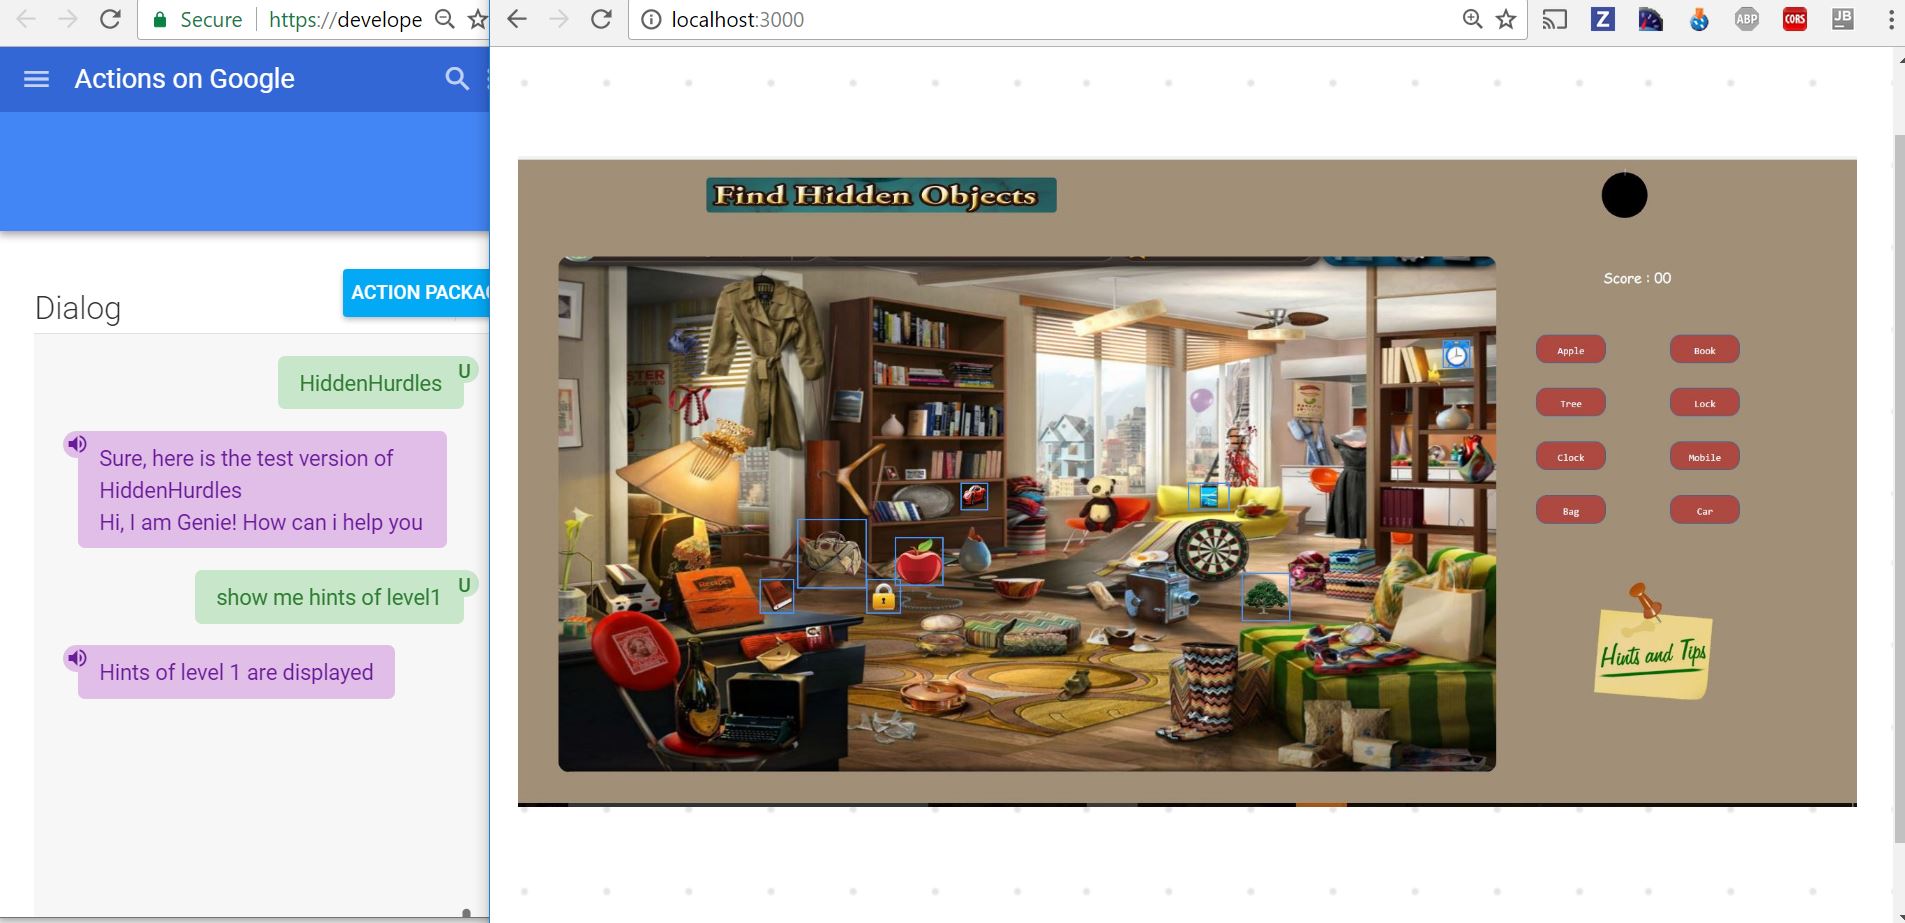 Secure
https://develope
localhost:3000
ABP
CORS
JB
Z
Actions on Google
ACTION PACKAG
Dialog
HiddenHurdles
U
Sure, here is the test version of
HiddenHurdles
Hi, I am Genie! How can i help you
show me hints of level1
U
Hints of level 1 are displayed
Find Hidden Objects
Score : 00
Apple
Book
Tree
Lock
Clock
Mobile
Bag
Car
Hints and Tips